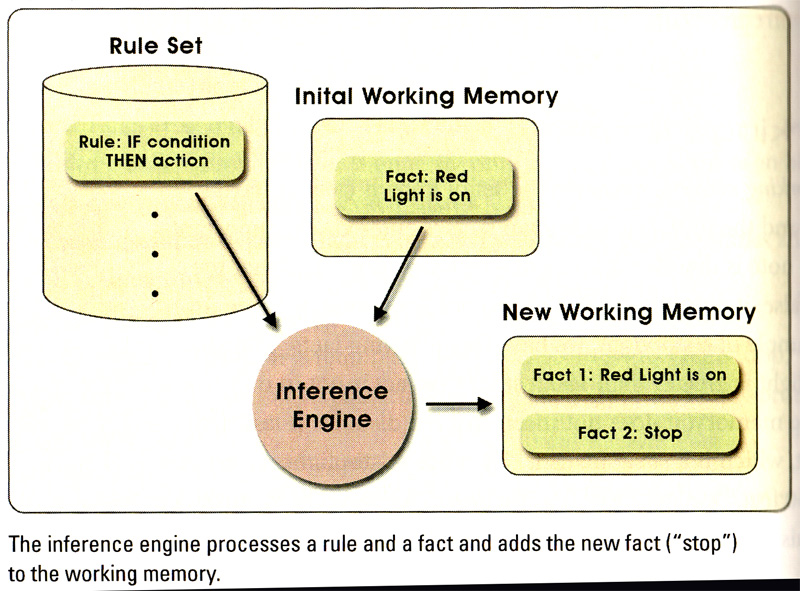 Rule Set
Rule: IF condition
THEN action
Inital Working Memory
Fact: Red
Light is on
Inference
Engine
New Working Memory
Fact 1: Red Light is on
Fact 2: Stop
The inference engine processes a rule and a fact and adds the new fact (“stop”)
to the working memory.